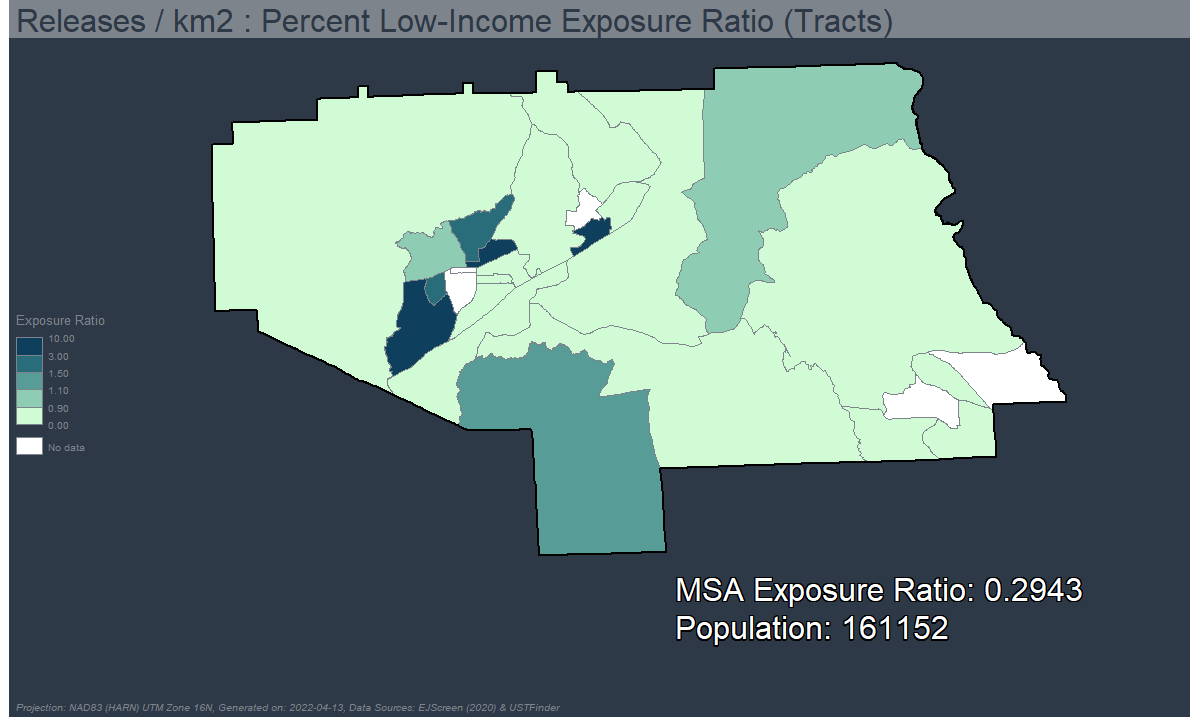 Releases / km2 : Percent Low-Income Exposure Ratio (Tracts)
Exposure Ratio
10.00
3.00
1.50
1.10
0.90
0.00
No data
MSA Exposure Ratio: 0.2943
Population: 161152
Projection: NAD83 (HARN) UTM Zone 16N, Generated on: 2022-04-13, Data Sources: EJScreen (2020) & USTFinder